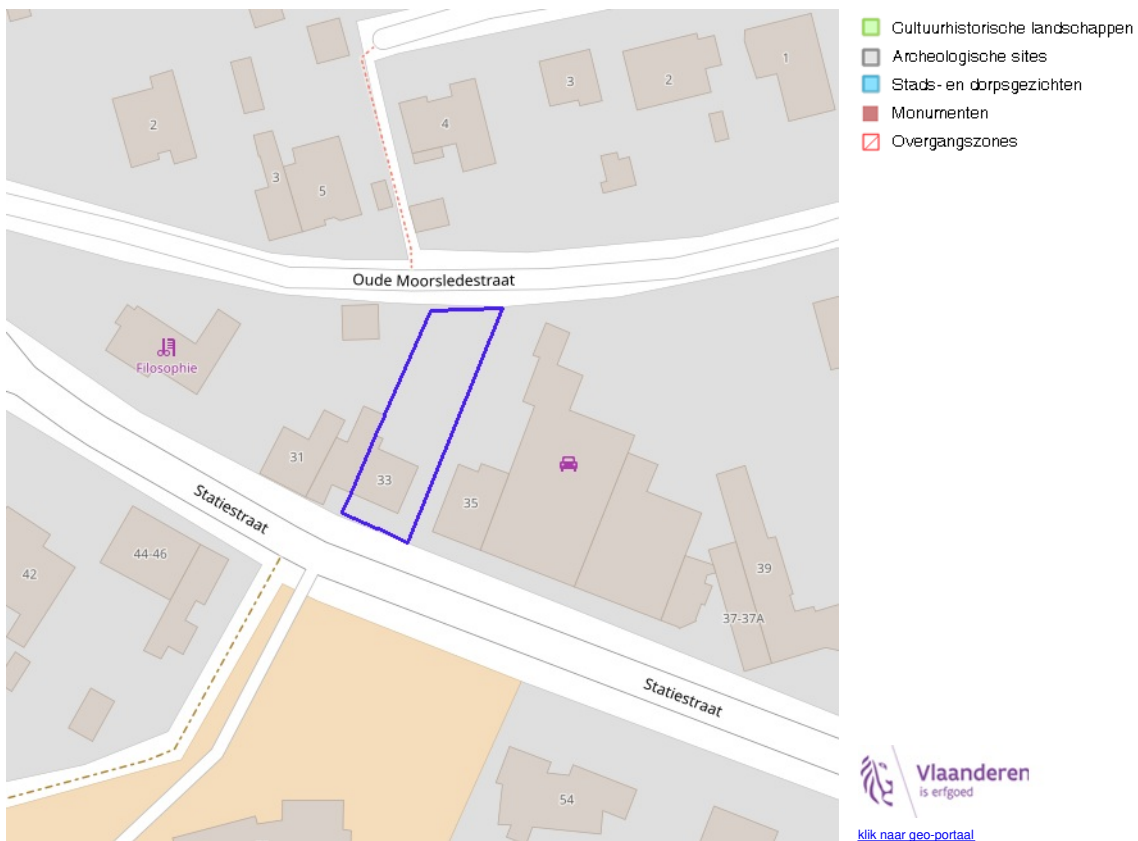 1
3
2
4
2
3
5
Oude Moorsledestraat
Filosophie
31
33
35
Statiestraat
44-46
42
39
37-37A
Statiestraat
54
Cultuurhistorische landschappen
Archeologische sites
Stads- en dorpsgezichten
Monumenten
Overgangszones
Vlaanderen
is erfgoed
klik naar geo-portaal